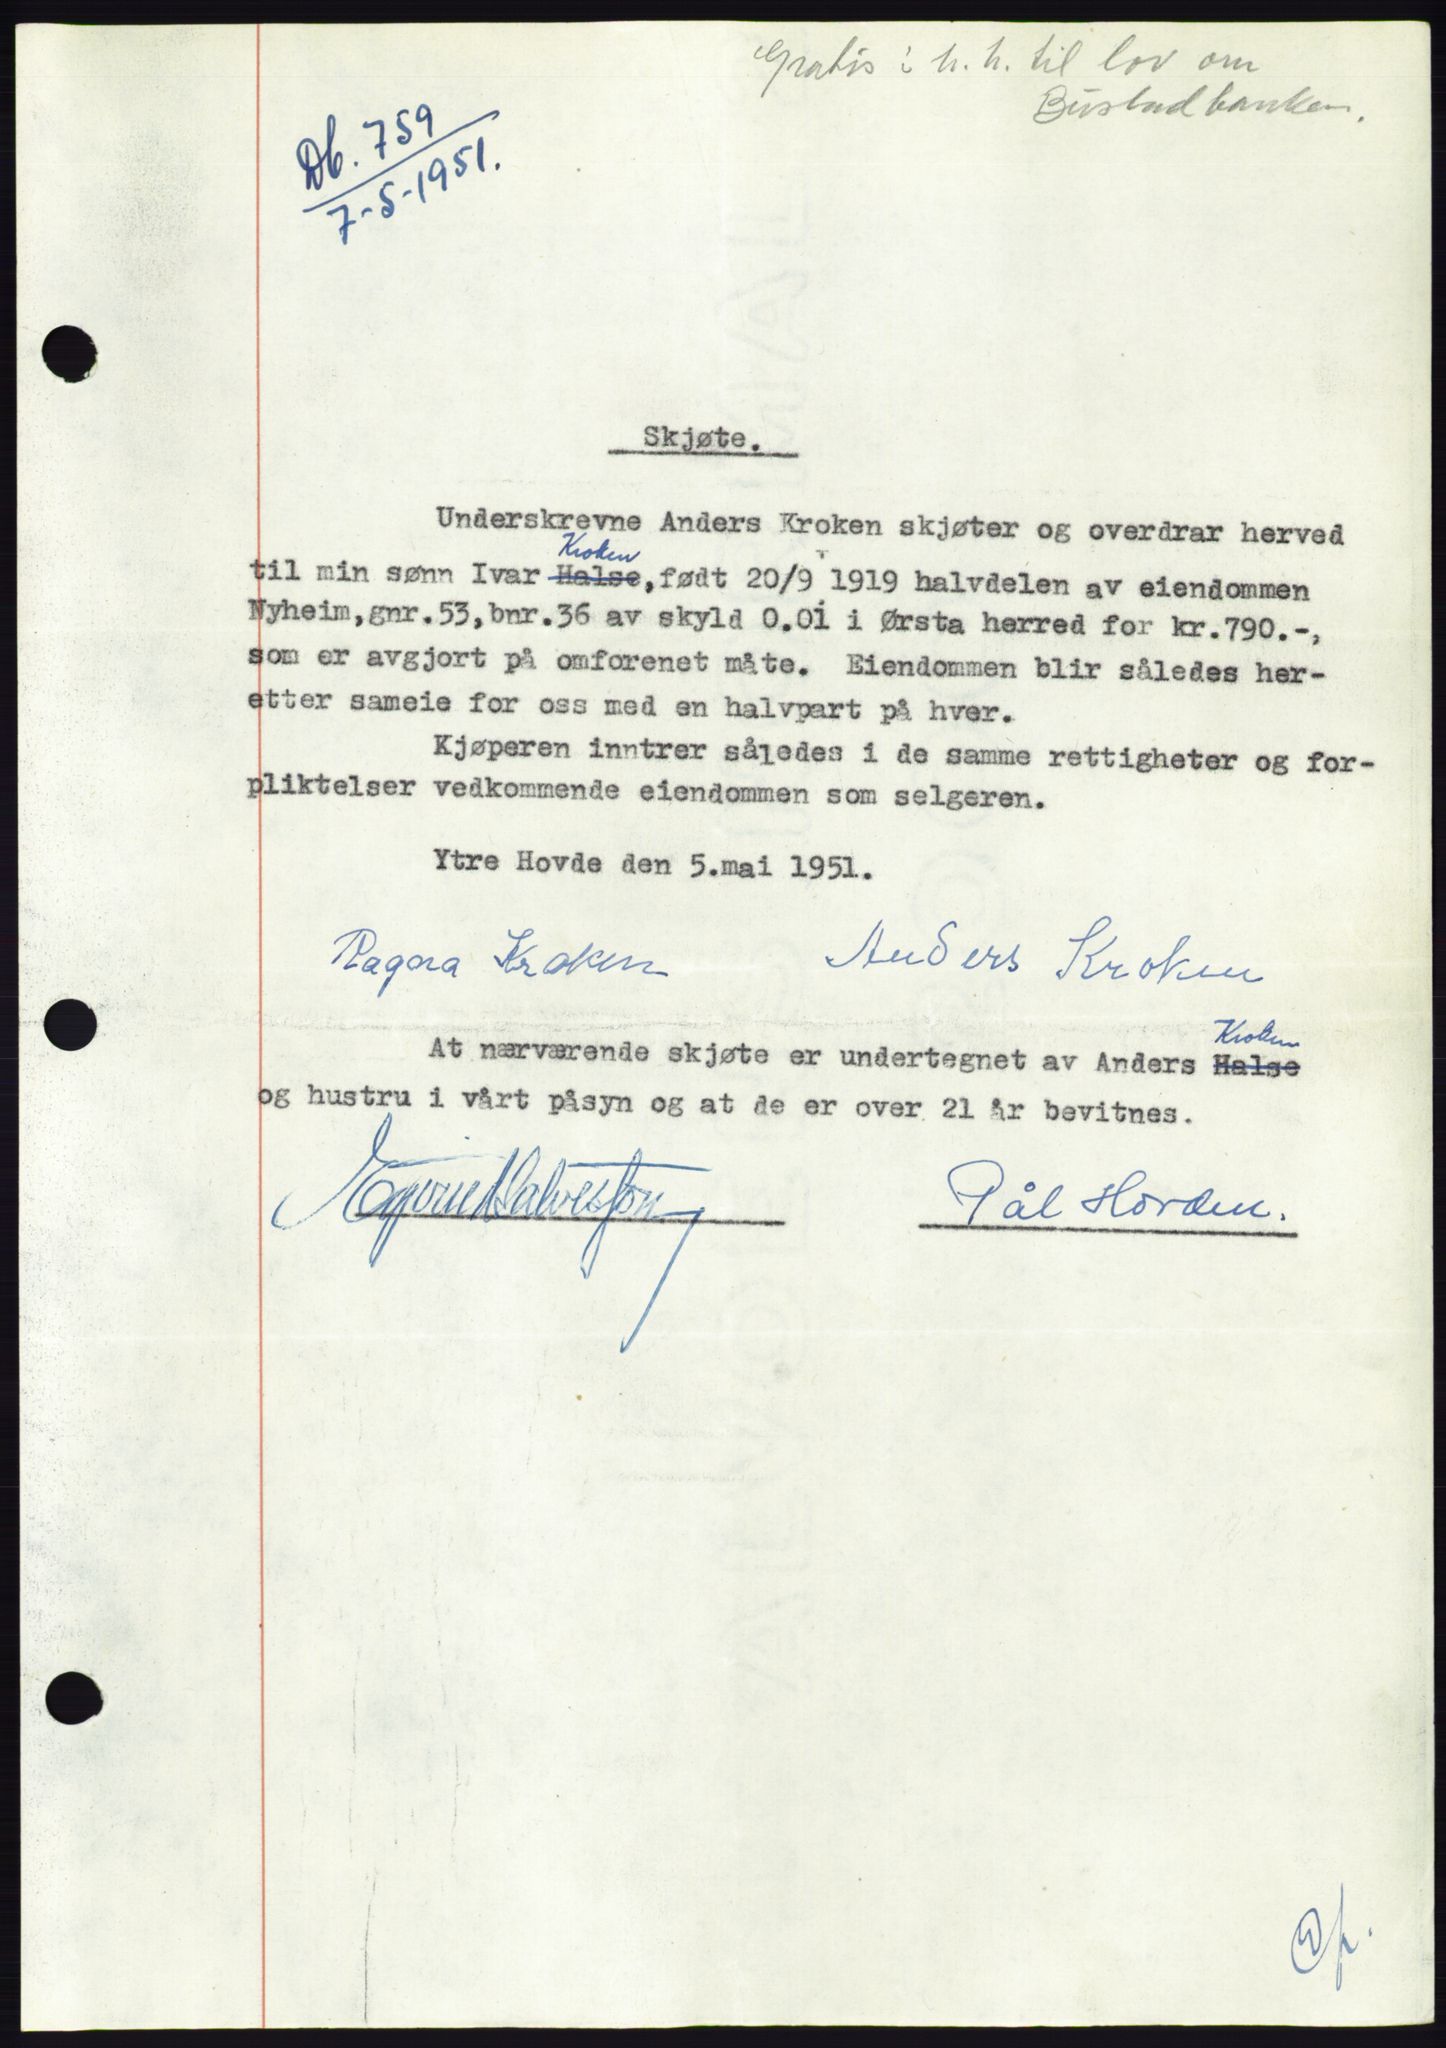 Gratis i h.h. til lov om
Bustadbanken.
Db. 759
7-5-1951.
Skjøte.
Underskrevne Anders Kroken skjøter og overdrar herved
Kroken
til min sønn Ivar Halse, født 20/9 1919 halvdelen av eiendommen
Nyheim, gnr.53, bnr.36 av skyld 0.01 i Ørsta herred for kr.790.-,
som er avgjort på omforenet måte. Eiendommen blir således her-
etter sameie for oss med en halvpart på hver.
Kjøperen inntrer således i de samme rettigheter og for-
pliktelser vedkommende eiendommen som selgeren.
Ytre Hovde den 5.mai 1951.
Ragna Kroken Anders Kroken
Kroken
At nærværende skjøte er undertegnet av Anders Halse
og hustru i vårt påsyn og at de er over 21 år bevitnes.
Pål Hovden.